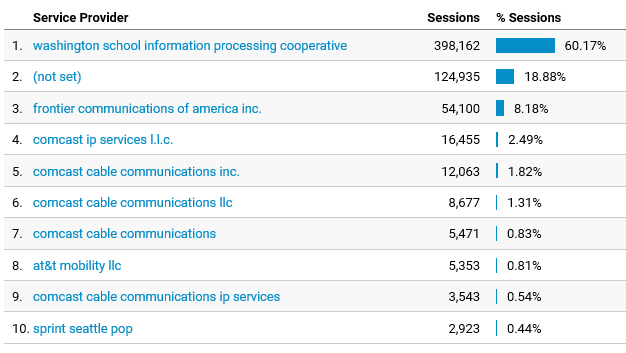 Service Provider Sessions % Sessions
1. washington school information processing cooperative 398,162 60.17%
2. (not set) 124,935 18.88%
3. frontier communications of america inc. 54,100 8.18%
4. comcast ip services l.l.c. 16,455 2.49%
5. comcast cable communications inc. 12,063 1.82%
6. comcast cable communications llc 8,677 1.31%
7. comcast cable communications 5,471 0.83%
8. at&t mobility llc 5,353 0.81%
9. comcast cable communications ip services 3,543 0.54%
10. sprint seattle pop 2,923 0.44%